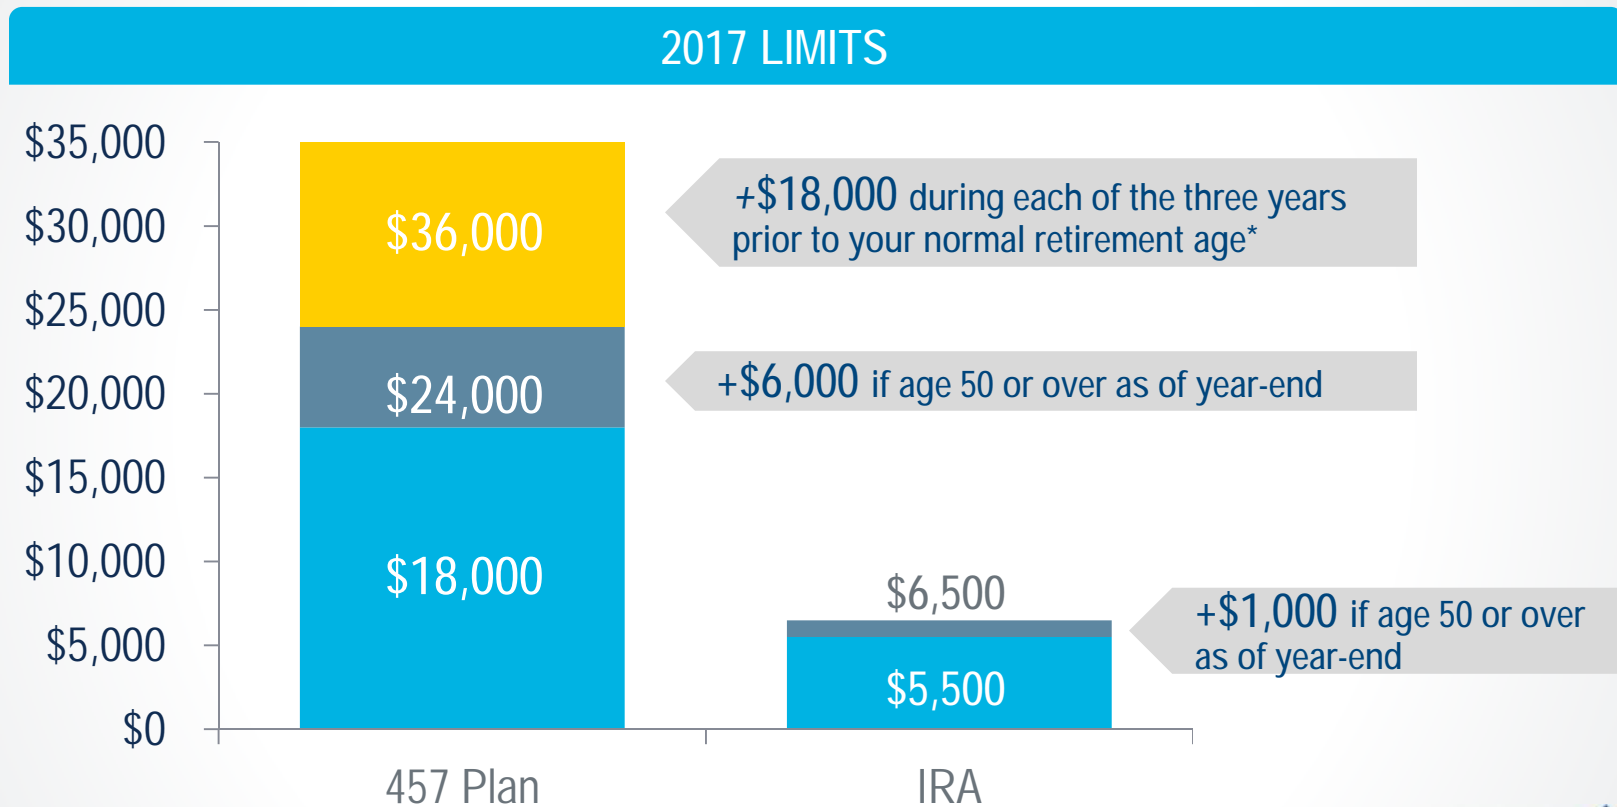 2017 LIMITS
$35,000
$30,000
$25,000
$20,000
$15,000
$10,000
$5,000
$0
$36,000
$24,000
$18,000
+$18,000 during each of the three years
prior to your normal retirement age*
+$6,000 if age 50 or over as of year-end
$6,500
$5,500
+$1,000 if age 50 or over
as of year-end
457 Plan
IRA